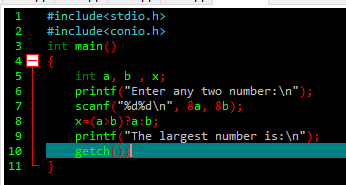 1 #include<stdio.h>
2 #include<conio.h>
3 int main()
4 {
5 int a, b , x;
6 printf("Enter any two number:\n");
7 scanf("%d%d\n", &a, &b);
8 x=(a>b)?a:b;
9 printf("The largest number is:\n");
10 getch();
11 }